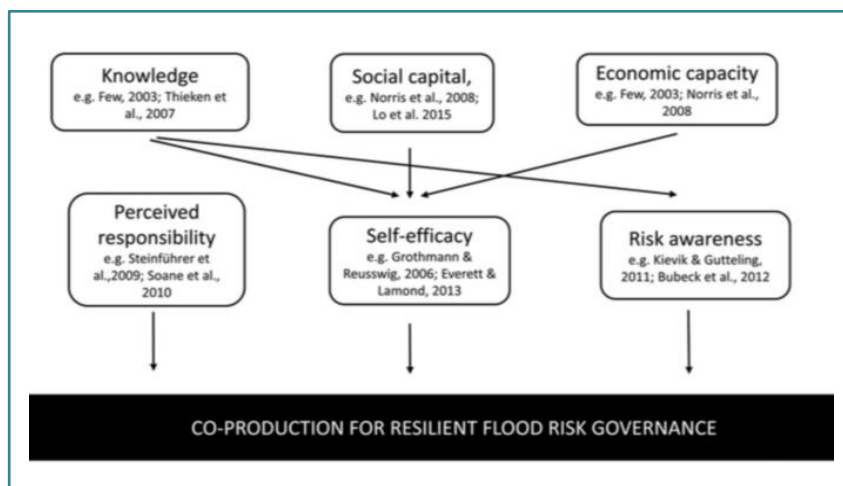 Knowledge
e.g. Few, 2003; Thieken et
al., 2007
Social capital,
e.g. Norris et al., 2008;
Lo et al. 2015
Economic capacity
e.g. Few, 2003; Norris et al.,
2008
Perceived
responsibility
e.g. Steinführer et
al.,2009; Soane et al.,
2010
Self-efficacy
e.g. Grothmann &
Reusswig, 2006; Everett &
Lamond, 2013
Risk awareness
e.g. Kievik & Gutteling,
2011; Bubeck et al., 2012
CO-PRODUCTION FOR RESILIENT FLOOD RISK GOVERNANCE